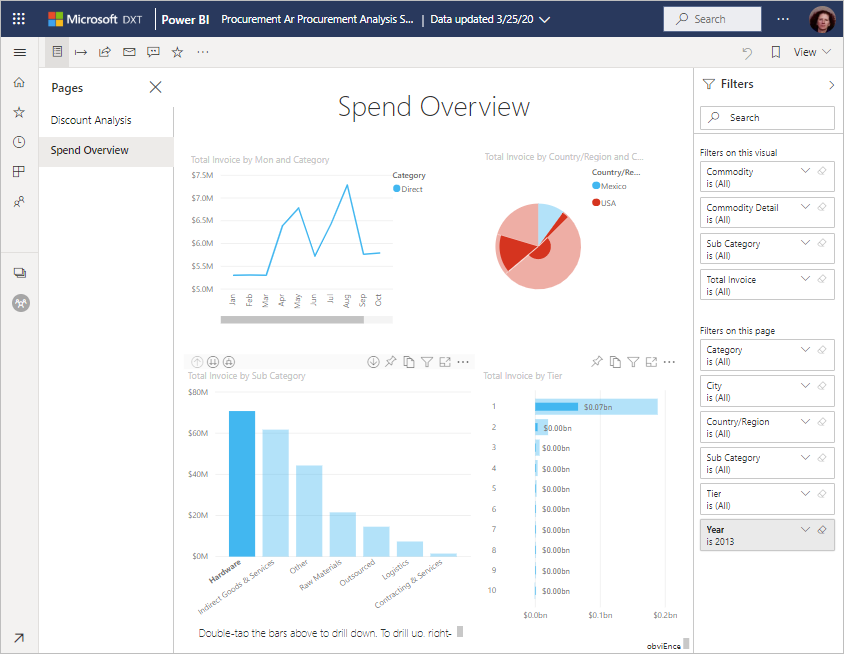 Microsoft DXT
Power BI
Procurement Ar Procurement Analysis S... | Data updated 3/25/20
Search
...
View
Pages
Discount Analysis
Spend Overview
Spend Overview
Total Invoice by Mon and Category
$7.5M
$7.0M
$6.5M
$6.0M
$5.5M
$5.0M
Jan
Feb
Mar
Apr
May
Jun
Jul
Aug
Sep
Oct
Category
Direct
Total Invoice by Country/Region and C...
Country/Re...
Mexico
USA
Total Invoice by Sub Category
$80M
$60M
$40M
$20M
$0M
Hardware
Indirect Goods & Services
Other
Raw Materials
Outsourced
Logistics
Contracting & Services
Double-tap the bars above to drill down. To drill up, right-
Total Invoice by Tier
1 $0.07bn
2 $0.00bn
3 $0.00bn
4 $0.00bn
5 $0.00bn
6 $0.00bn
7 $0.00bn
8 $0.00bn
9 $0.00bn
10 $0.00bn
$0.0bn $0.1bn $0.2bn
obviEnce
Filters
Search
Filters on this visual
Commodity
is (All)
Commodity Detail
is (All)
Sub Category
is (All)
Total Invoice
is (All)
Filters on this page
Category
is (All)
City
is (All)
Country/Region
is (All)
Sub Category
is (All)
Tier
is (All)
Year
is 2013